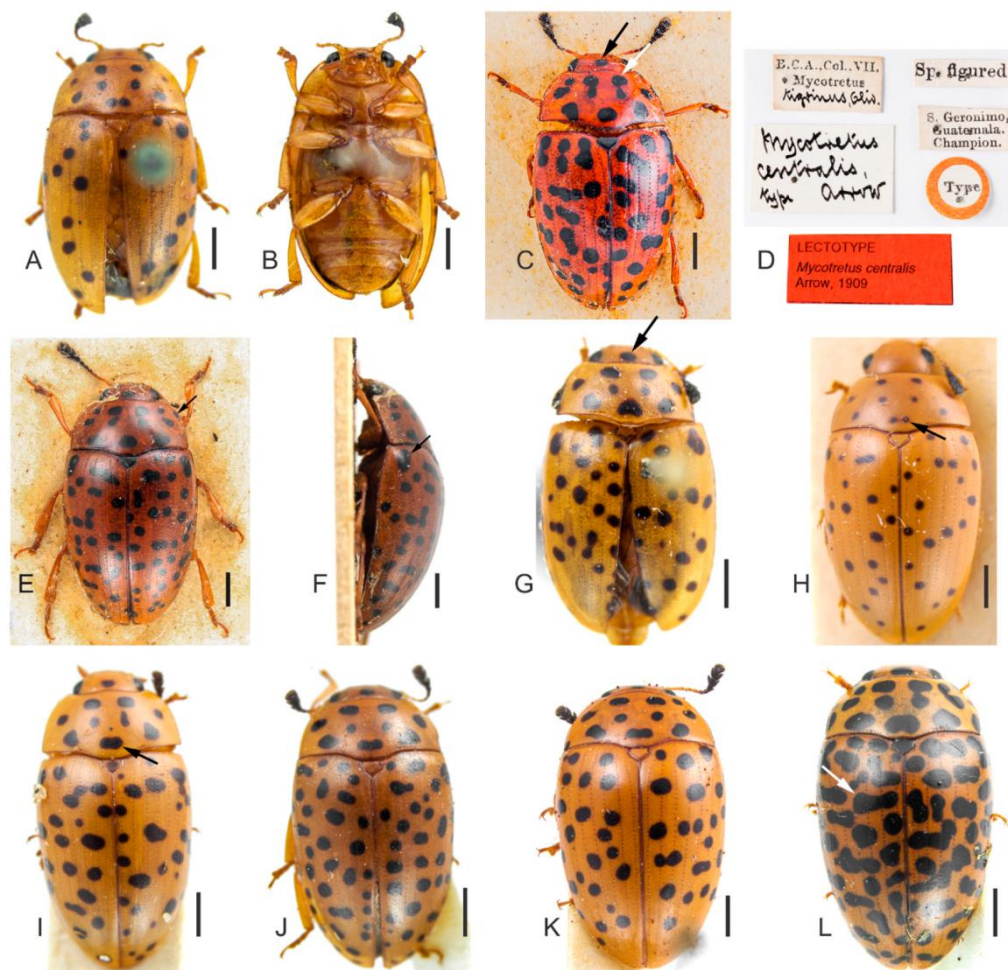 A
B
C
B.C.A., Col. VII.
Mycotretus
tigrinus, Oliv.
Sp. figured.
S. Geronimo,
Guatemala.
Champion.
Mycotretus
centralis,
type Arrow
Type
D
LECTOTYPE
Mycotretus centralis
Arrow, 1909
E
F
G
H
I
J
K
L